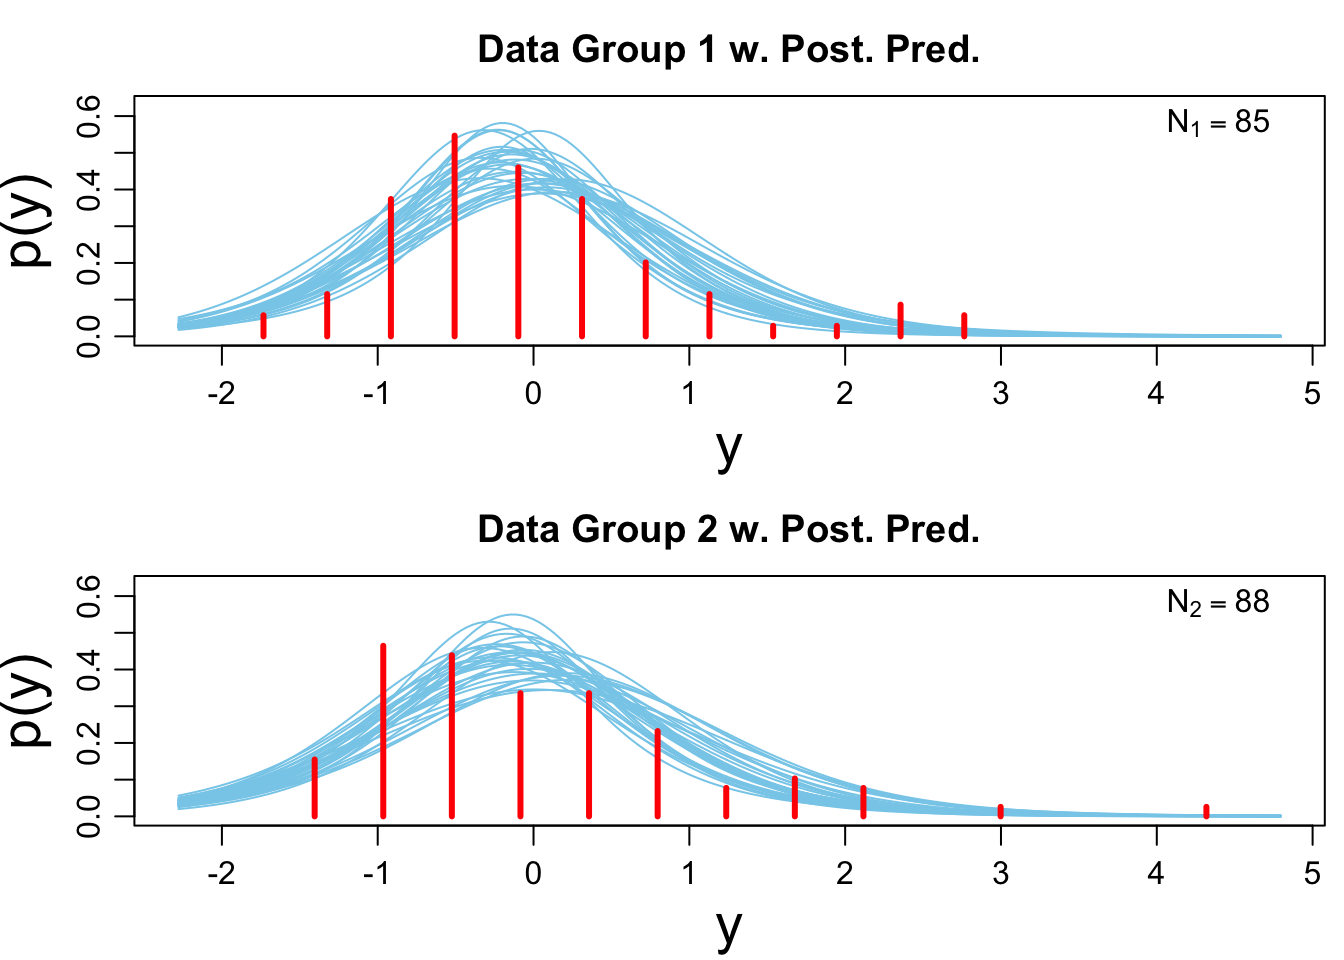 Data Group 1 w. Post. Pred.
N1 = 85
p(y)
0.0 0.2 0.4 0.6
-2 -1 0 1 2 3 4 5
y
Data Group 2 w. Post. Pred.
N2 = 88
p(y)
0.0 0.2 0.4 0.6
-2 -1 0 1 2 3 4 5
y